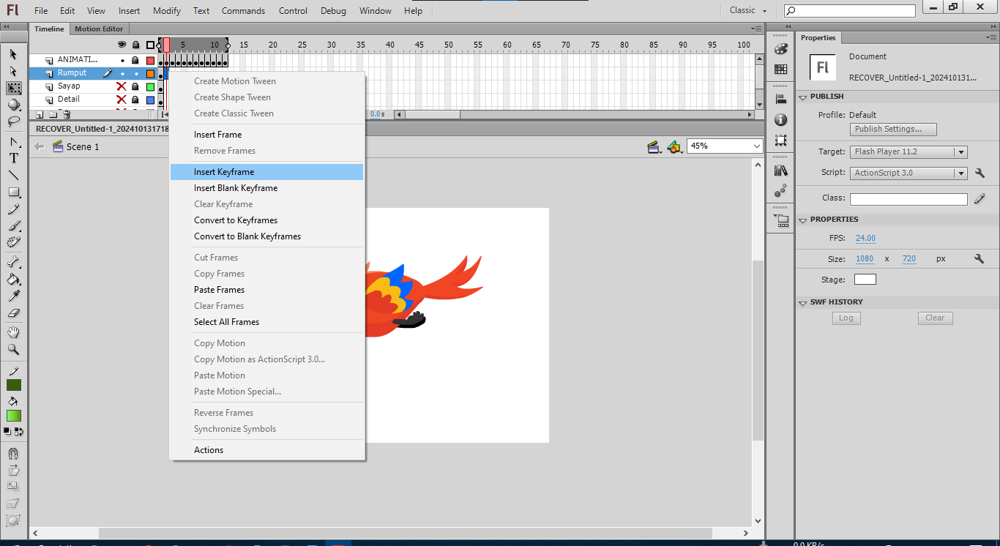 Fl File Edit View Insert Modify Text Commands Control Debug Window Help Classic
Timeline Motion Editor
5 10 15 20 25 30 35 40 45 50 55 60 65 70 75 80 85 90 95 100
ANIMATI...
Rumput
Sayap
Detail
0.0s
RECOVER_Untitled-1_202410131718
Scene 1
45%
Create Motion Tween
Create Shape Tween
Create Classic Tween
Insert Frame
Remove Frames
Insert Keyframe
Insert Blank Keyframe
Clear Keyframe
Convert to Keyframes
Convert to Blank Keyframes
Cut Frames
Copy Frames
Paste Frames
Clear Frames
Select All Frames
Copy Motion
Copy Motion as ActionScript 3.0...
Paste Motion
Paste Motion Special...
Reverse Frames
Synchronize Symbols
Actions
T
Properties
Fl
Document
RECOVER_Untitled-1_202410131...
PUBLISH
Profile: Default
Publish Settings...
Target: Flash Player 11.2
Script: ActionScript 3.0
Class:
PROPERTIES
FPS: 24.00
Size: 1080 x 720 px
Stage:
SWF HISTORY
Log Clear